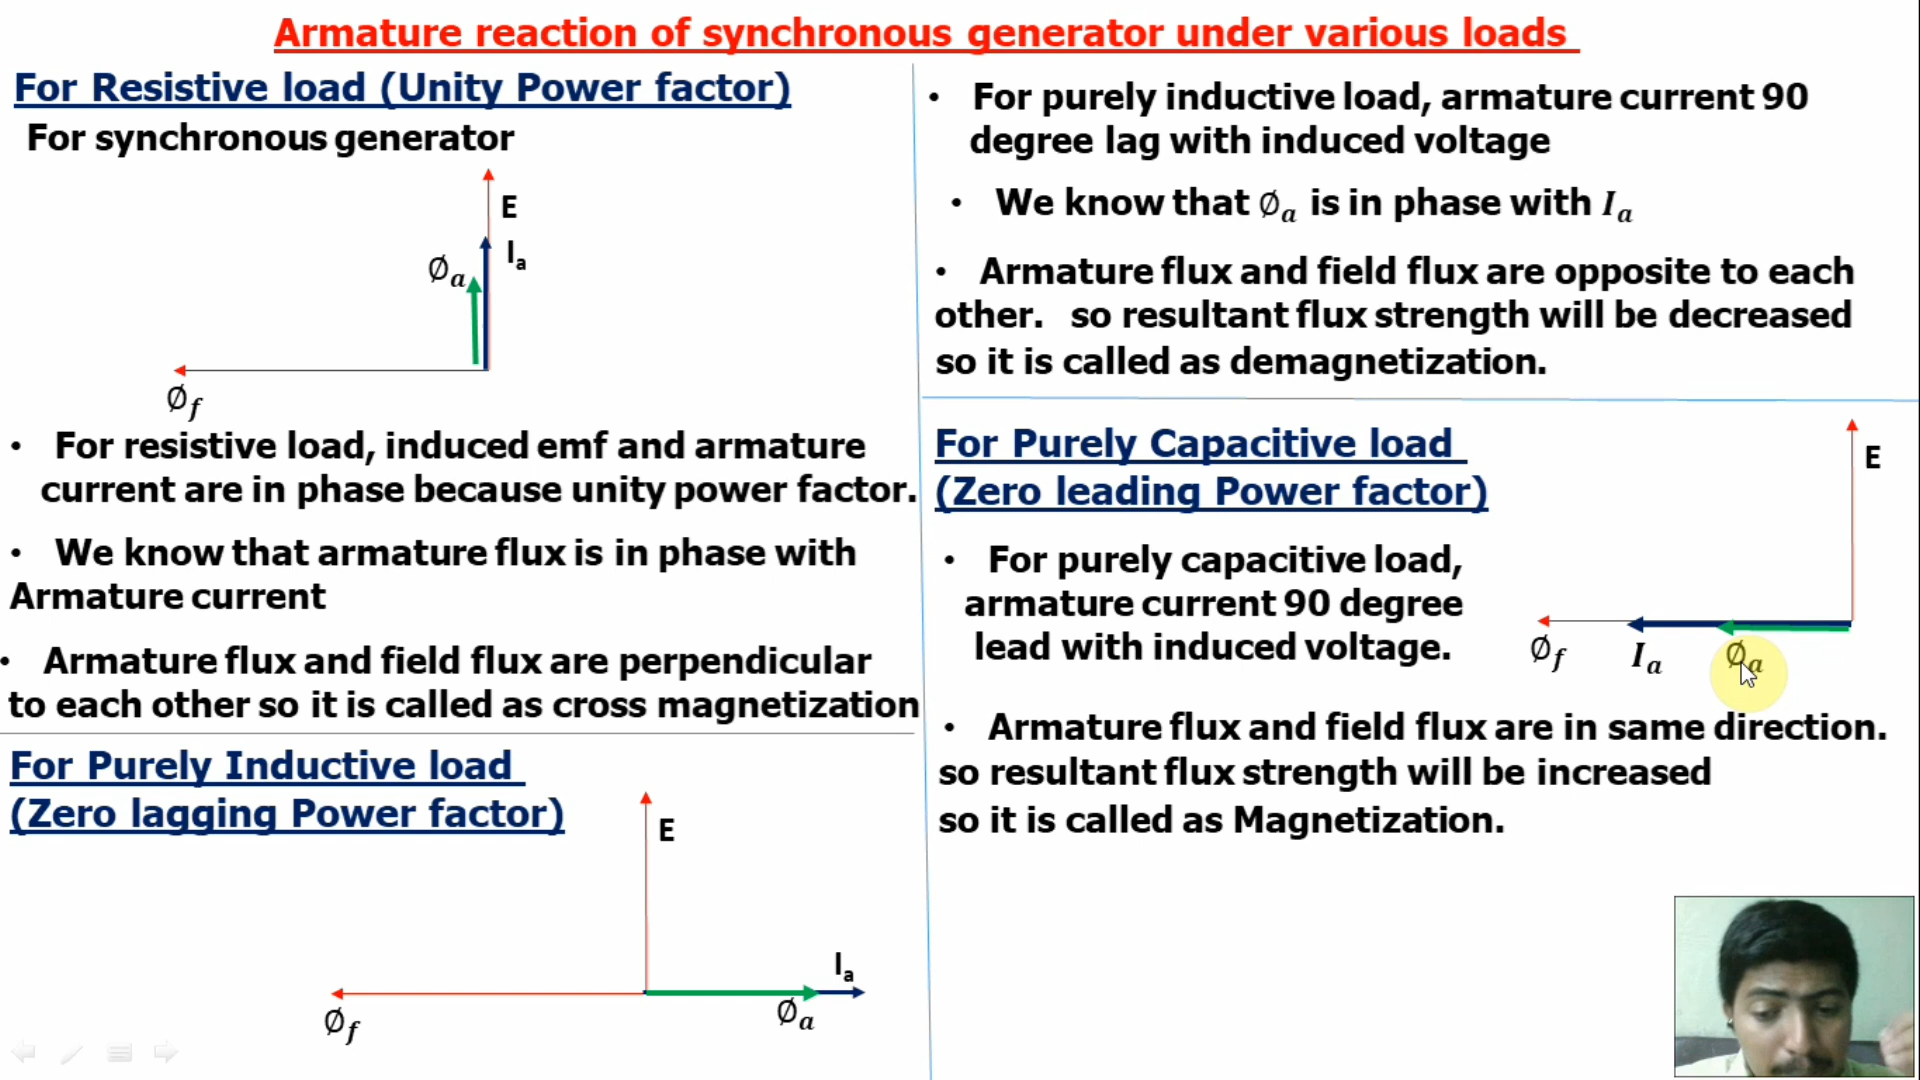 Armature reaction of synchronous generator under various loads
For Resistive load (Unity Power factor)
For synchronous generator
E
Iₐ
∅ₐ
∅f
• For resistive load, induced emf and armature
current are in phase because unity power factor.
• We know that armature flux is in phase with
Armature current
• Armature flux and field flux are perpendicular
to each other so it is called as cross magnetization
For Purely Inductive load
(Zero lagging Power factor)
E
Iₐ
∅ₐ
∅f
• For purely inductive load, armature current 90
degree lag with induced voltage
• We know that ∅ₐ is in phase with Iₐ
• Armature flux and field flux are opposite to each
other. so resultant flux strength will be decreased
so it is called as demagnetization.
For Purely Capacitive load
(Zero leading Power factor)
E
• For purely capacitive load,
armature current 90 degree
lead with induced voltage.
∅f Iₐ ∅ₐ
• Armature flux and field flux are in same direction.
so resultant flux strength will be increased
so it is called as Magnetization.